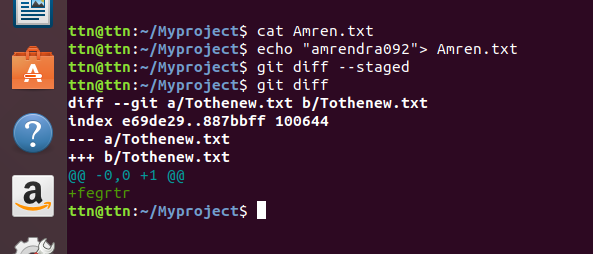 ttn@ttn:~/Myproject$ cat Amren.txt
ttn@ttn:~/Myproject$ echo "amrendra092"> Amren.txt
ttn@ttn:~/Myproject$ git diff --staged
ttn@ttn:~/Myproject$ git diff
diff --git a/Tothenew.txt b/Tothenew.txt
index e69de29..887bbff 100644
--- a/Tothenew.txt
+++ b/Tothenew.txt
@@ -0,0 +1 @@
+fegrtr
ttn@ttn:~/Myproject$